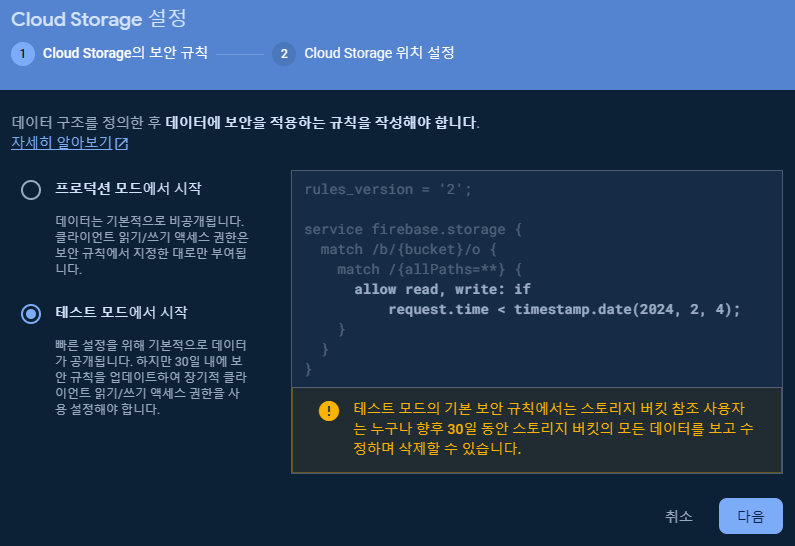 Cloud Storage 설정
1 Cloud Storage의 보안 규칙 2 Cloud Storage 위치 설정
데이터 구조를 정의한 후 데이터에 보안을 적용하는 규칙을 작성해야 합니다.
자세히 알아보기
프로덕션 모드에서 시작
데이터는 기본적으로 비공개됩니다.
클라이언트 읽기/쓰기 액세스 권한은
보안 규칙에서 지정한 대로만 부여됩
니다.
테스트 모드에서 시작
빠른 설정을 위해 기본적으로 데이터
가 공개됩니다. 하지만 30일 내에 보
안 규칙을 업데이트하여 장기적 클라
이언트 읽기/쓰기 액세스 권한을 사
용 설정해야 합니다.
rules_version = '2';
service firebase.storage {
match /b/{bucket}/o {
match /{allPaths=**} {
allow read, write: if
request.time < timestamp.date(2024, 2, 4);
}
}
}
! 테스트 모드의 기본 보안 규칙에서는 스토리지 버킷 참조 사용자
는 누구나 향후 30일 동안 스토리지 버킷의 모든 데이터를 보고 수
정하며 삭제할 수 있습니다.
취소 다음